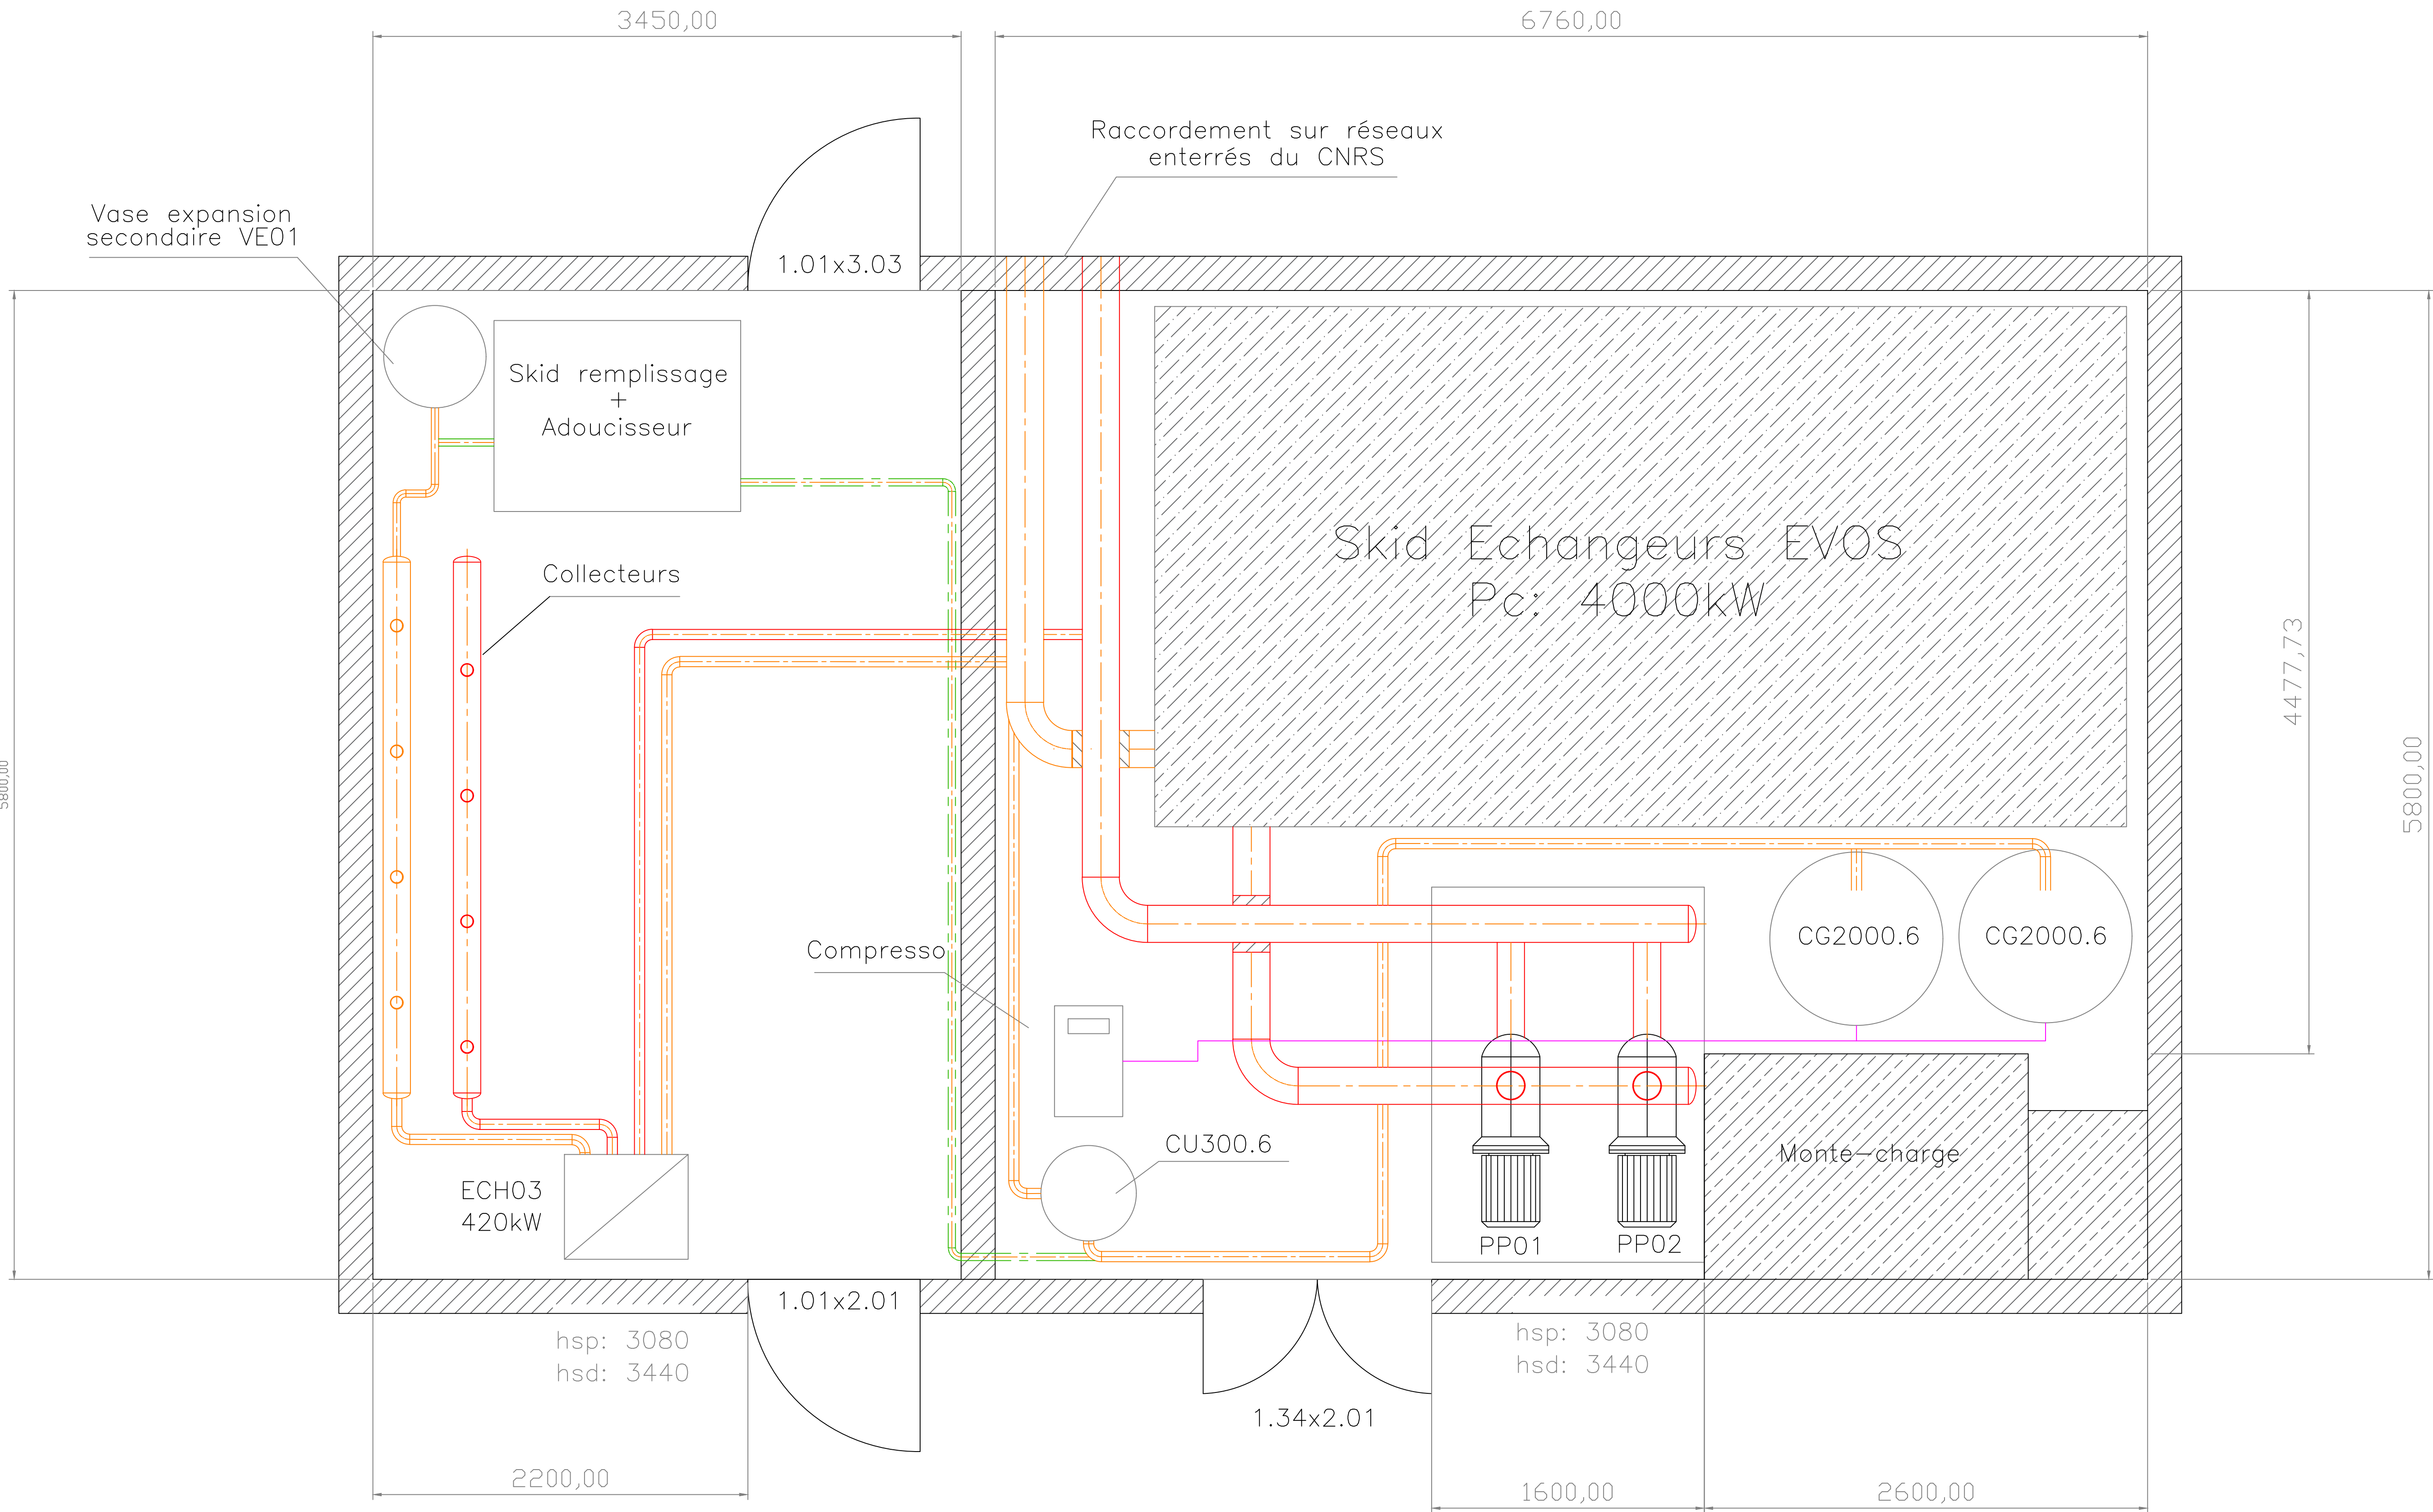 3450,00
6760,00
Raccordement sur réseaux
enterrés du CNRS
Vase expansion
secondaire VE01
1.01x3.03
Skid remplissage
+
Adoucisseur
Skid Echangeurs EVOS
Pc: 4000kW
Collecteurs
4477,73
5800,00
5800,00
Compresso
CG2000.6
CG2000.6
CU300.6
Monte-charge
ECH03
420kW
PP01
PP02
1.01x2.01
hsp: 3080
hsd: 3440
hsp: 3080
hsd: 3440
1.34x2.01
2200,00
1600,00
2600,00